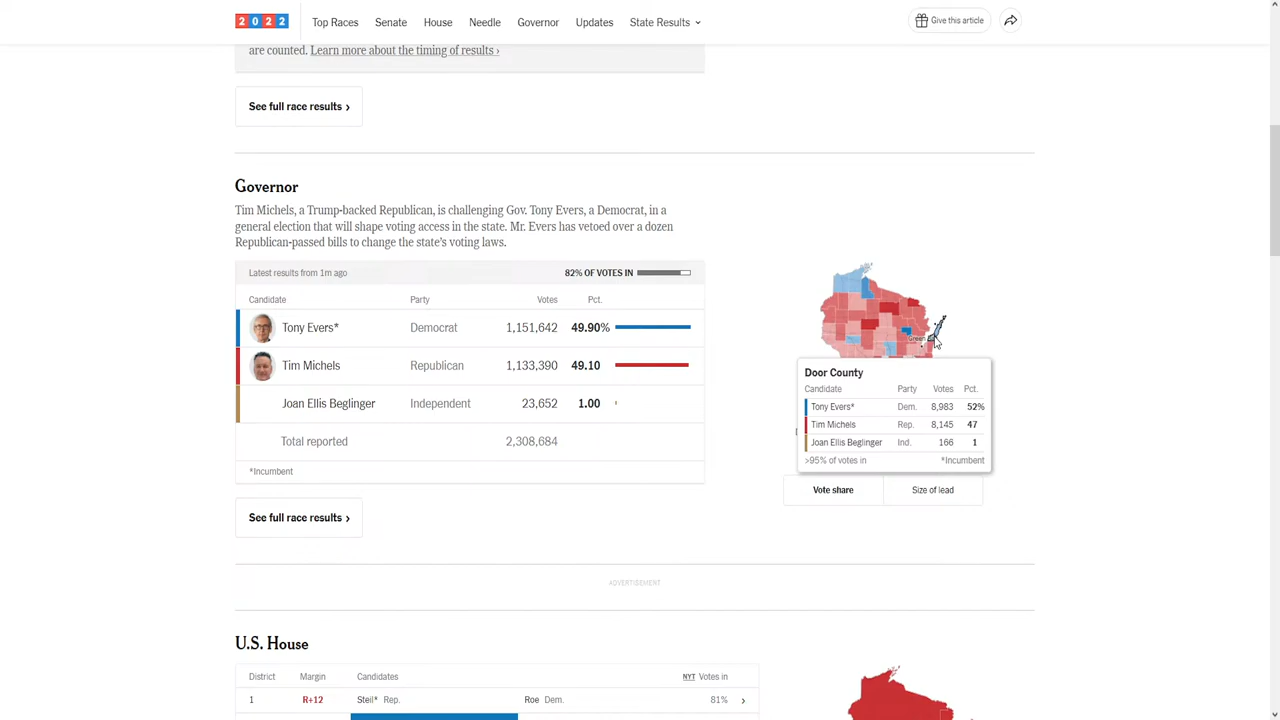 2022 Top Races Senate House Needle Governor Updates State Results Give this article
are counted. Learn more about the timing of results ›
See full race results ›
Governor
Tim Michels, a Trump-backed Republican, is challenging Gov. Tony Evers, a Democrat, in a
general election that will shape voting access in the state. Mr. Evers has vetoed over a dozen
Republican-passed bills to change the state's voting laws.
Latest results from 1m ago 82% OF VOTES IN
Candidate Party Votes Pct.
Tony Evers* Democrat 1,151,642 49.90%
Tim Michels Republican 1,133,390 49.10
Joan Ellis Beglinger Independent 23,652 1.00
Total reported 2,308,684
*Incumbent
See full race results ›
Green
Door County
Candidate Party Votes Pct.
Tony Evers* Dem. 8,983 52%
Tim Michels Rep. 8,145 47
Joan Ellis Beglinger Ind. 166 1
>95% of votes in *Incumbent
Vote share Size of lead
ADVERTISEMENT
U.S. House
District Margin Candidates NYT Votes in
1 R+12 Steil* Rep. Roe Dem. 81% ›